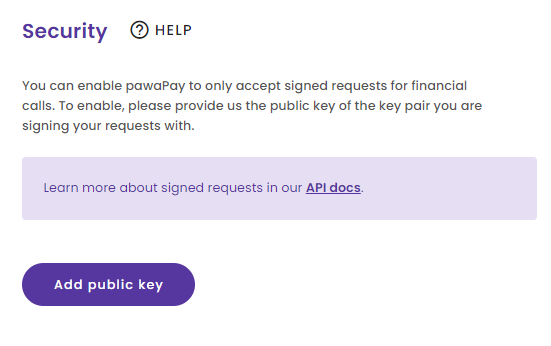 Security
HELP
You can enable pawaPay to only accept signed requests for financial
calls. To enable, please provide us the public key of the key pair you are
signing your requests with.
Learn more about signed requests in our API docs.
Add public key